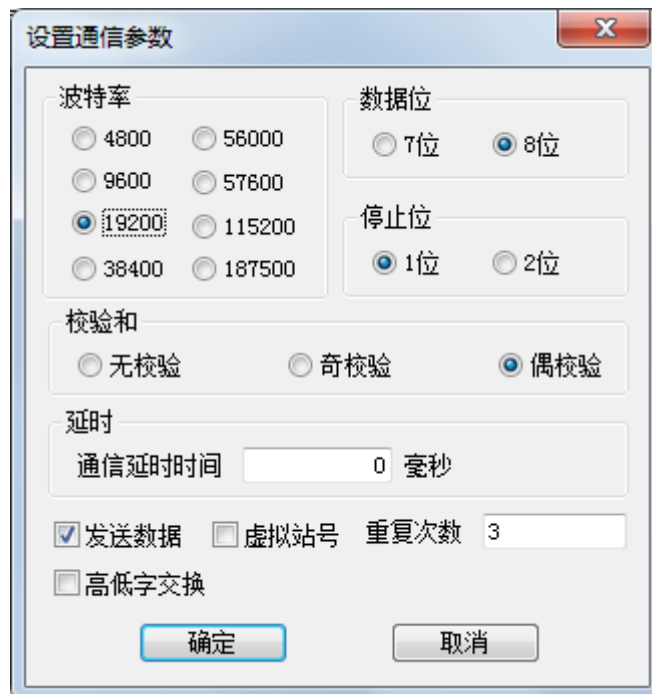 设置通信参数
波特率
4800 56000
9600 57600
19200 115200
38400 187500
数据位
7位 8位
停止位
1位 2位
校验和
无校验 奇校验 偶校验
延时
通信延时时间 0 毫秒
发送数据 虚拟站号 重复次数 3
高低字交换
确定 取消